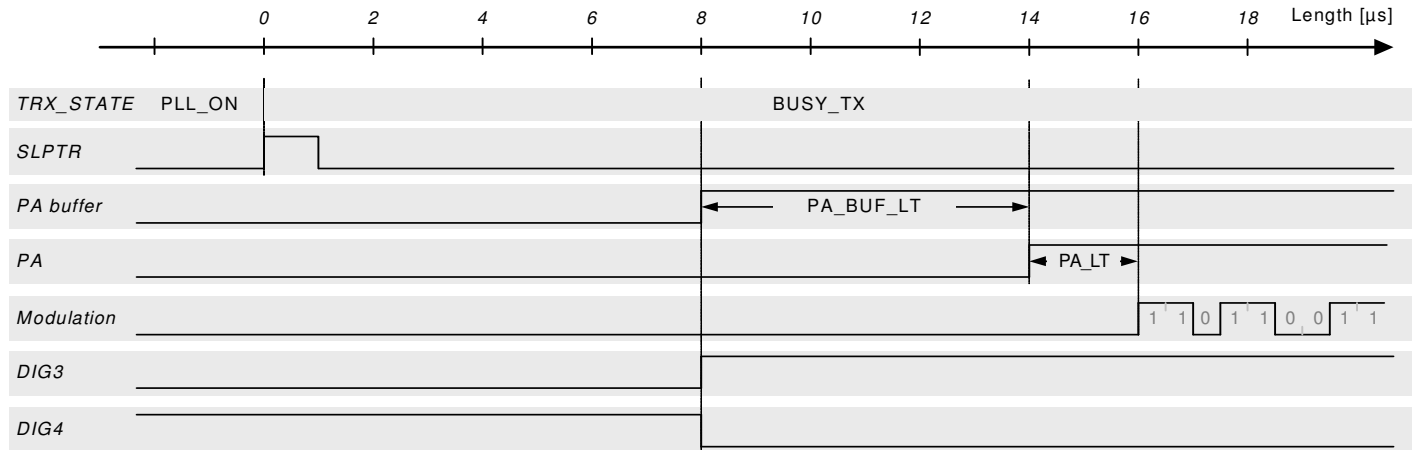 0 2 4 6 8 10 12 14 16 18 Length [µs]
TRX_STATE PLL_ON BUSY_TX
SLPTR
PA buffer PA_BUF_LT
PA PA_LT
Modulation 1 1 0 1 1 0 0 1 1
DIG3
DIG4